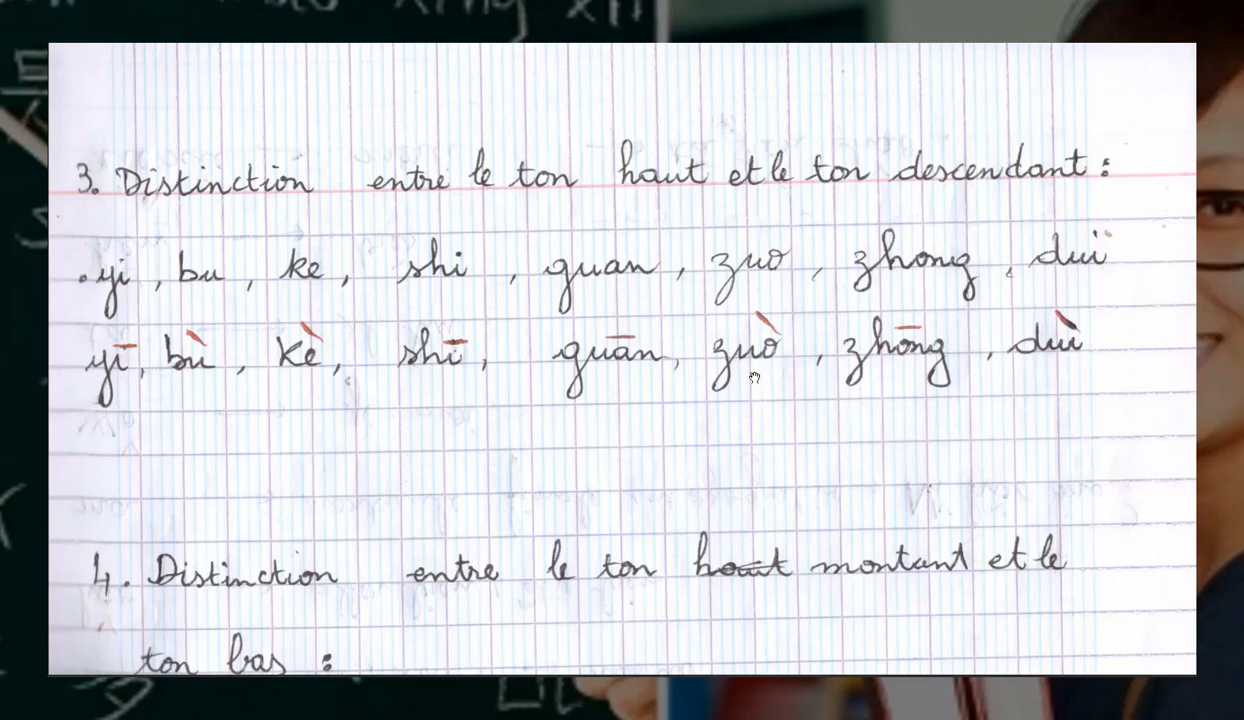 3. Distinction entre le ton haut et le ton descendant :
. yi , bu , ke , shi , guan , zuo , zhong , dui
yī , bù , kè , shī , guān , zuò , zhōng , duì
4. Distinction entre le ton haut montant et le
ton bas :